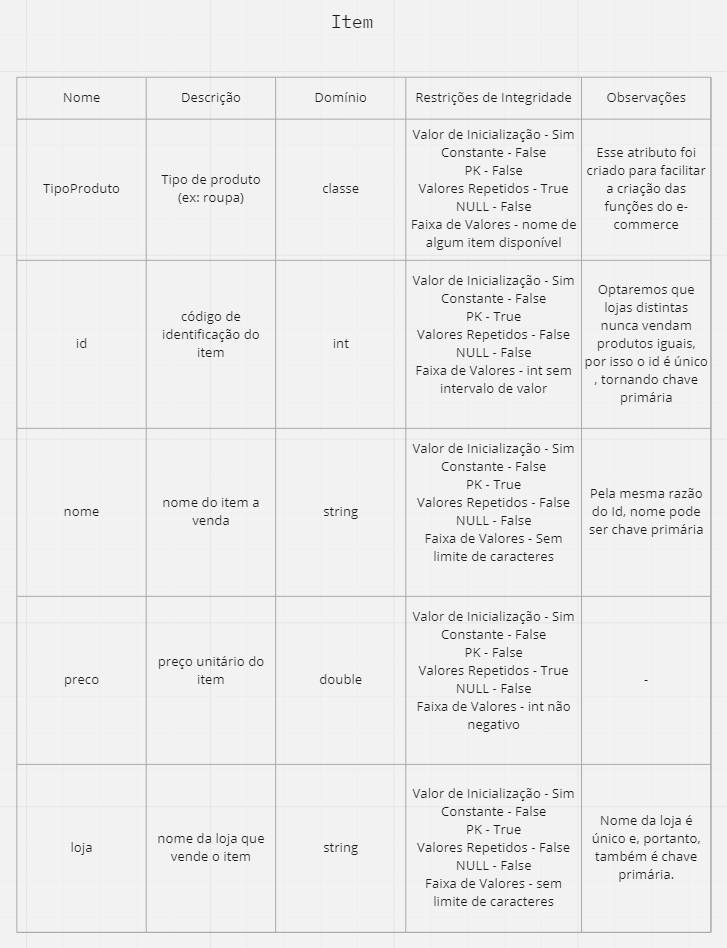 Item
Nome
Descrição
Domínio
Restrições de Integridade
Observações
TipoProduto
Tipo de produto
(ex: roupa)
classe
Valor de Inicialização - Sim
Constante - False
PK - False
Valores Repetidos - True
NULL - False
Faixa de Valores - nome de
algum item disponível
Esse atributo foi
criado para facilitar
a criação das
funções do e-
commerce
id
código de
identificação do
item
int
Valor de Inicialização - Sim
Constante - False
PK - True
Valores Repetidos - False
NULL - False
Faixa de Valores - int sem
intervalo de valor
Optaremos que
lojas distintas
nunca vendam
produtos iguais,
por isso o id é único
, tornando chave
primária
nome
nome do item a
venda
string
Valor de Inicialização - Sim
Constante - False
PK - True
Valores Repetidos - False
NULL - False
Faixa de Valores - Sem
limite de caracteres
Pela mesma razão
do Id, nome pode
ser chave primária
preco
preço unitário do
item
double
Valor de Inicialização - Sim
Constante - False
PK - False
Valores Repetidos - True
NULL - False
Faixa de Valores - int não
negativo
-
loja
nome da loja que
vende o item
string
Valor de Inicialização - Sim
Constante - False
PK - True
Valores Repetidos - False
NULL - False
Faixa de Valores - sem
limite de caracteres
Nome da loja é
único e, portanto,
também é chave
primária.